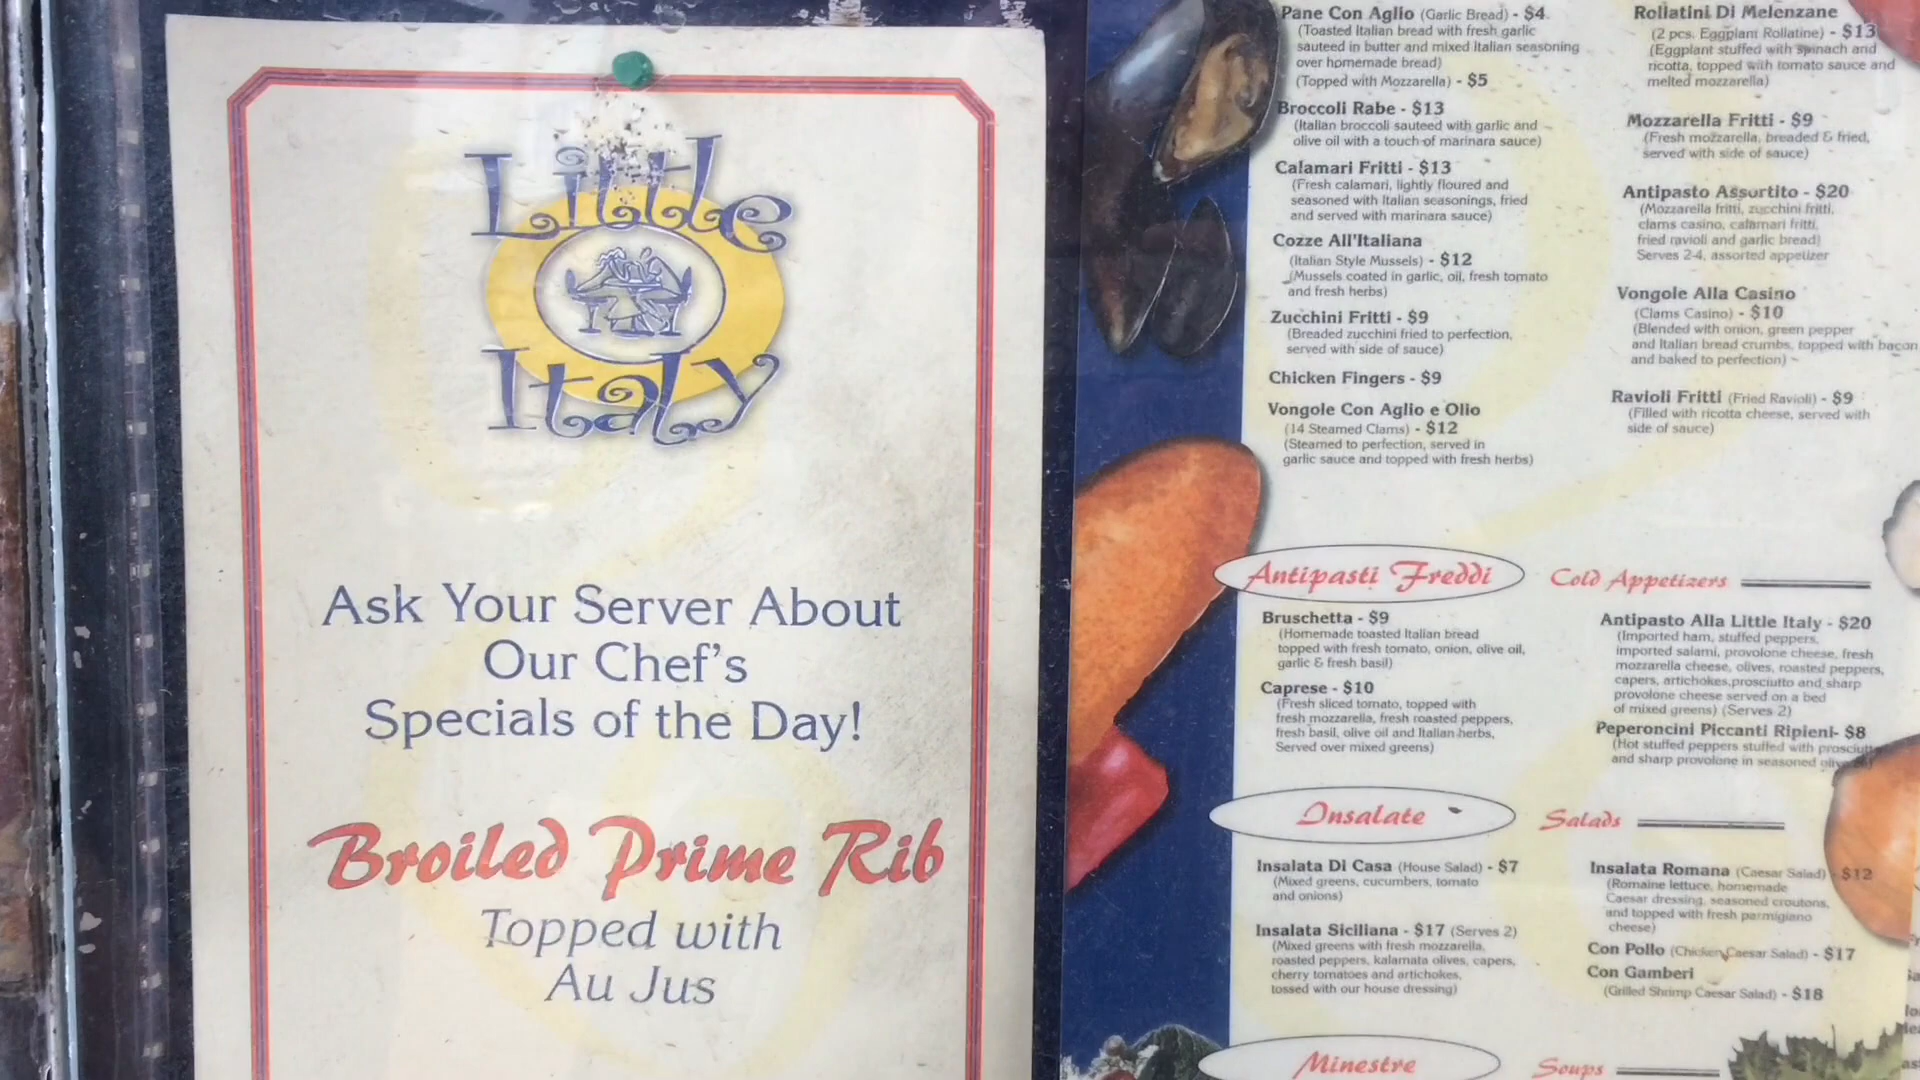 Little
Italy
Ask Your Server About
Our Chef's
Specials of the Day!
Broiled Prime Rib
Topped with
Au Jus
Pane Con Aglio (Garlic Bread) - $4
(Toasted Italian bread with fresh garlic
sauteed in butter and mixed Italian seasoning
over homemade bread)
(Topped with Mozzarella) - $5
Broccoli Rabe - $13
(Italian broccoli sauteed with garlic and
olive oil with a touch of marinara sauce)
Calamari Fritti - $13
(Fresh calamari, lightly floured and
seasoned with Italian seasonings, fried
and served with marinara sauce)
Cozze All'Italiana
(Italian Style Mussels) - $12
(Mussels coated in garlic, oil, fresh tomato
and fresh herbs)
Zucchini Fritti - $9
(Breaded zucchini fried to perfection,
served with side of sauce)
Chicken Fingers - $9
Vongole Con Aglio e Olio
(14 Steamed Clams) - $12
(Steamed to perfection, served in
garlic sauce and topped with fresh herbs)
Rollatini Di Melenzane
(2 pcs. Eggplant Rollatine) - $13
(Eggplant stuffed with spinach and
ricotta, topped with tomato sauce and
melted mozzarella)
Mozzarella Fritti - $9
(Fresh mozzarella, breaded & fried,
served with side of sauce)
Antipasto Assortito - $20
(Mozzarella fritti, zucchini fritti,
clams casino, calamari fritti,
fried ravioli and garlic bread)
Serves 2-4, assorted appetizer
Vongole Alla Casino
(Clams Casino) - $10
(Blended with onion, green pepper
and Italian bread crumbs, topped with bacon
and baked to perfection)
Ravioli Fritti (Fried Ravioli) - $9
(Filled with ricotta cheese, served with
side of sauce)
Antipasti Freddi Cold Appetizers
Bruschetta - $9
(Homemade toasted Italian bread
topped with fresh tomato, onion, olive oil,
garlic & fresh basil)
Caprese - $10
(Fresh sliced tomato, topped with
fresh mozzarella, fresh roasted peppers,
fresh basil, olive oil and Italian herbs,
Served over mixed greens)
Antipasto Alla Little Italy - $20
(Imported ham, stuffed peppers,
imported salami, provolone cheese, fresh
mozzarella cheese, olives, roasted peppers,
capers, artichokes,prosciutto and sharp
provolone cheese served on a bed
of mixed greens) (Serves 2)
Peperoncini Piccanti Ripieni- $8
(Hot stuffed peppers stuffed with prosciutto
and sharp provolone in seasoned
Insalate Salads
Insalata Di Casa (House Salad) - $7
(Mixed greens, cucumbers, tomato
and onions)
Insalata Siciliana - $17 (Serves 2)
(Mixed greens with fresh mozzarella,
roasted peppers, kalamata olives, capers,
cherry tomatoes and artichokes,
tossed with our house dressing)
Insalata Romana (Caesar Salad) - $12
(Romaine lettuce, homemade
Caesar dressing, seasoned croutons,
and topped with fresh parmigiano
cheese)
Con Pollo (Chicken Caesar Salad) - $17
Con Gamberi
(Grilled Shrimp Caesar Salad) - $18
Minestre Soups